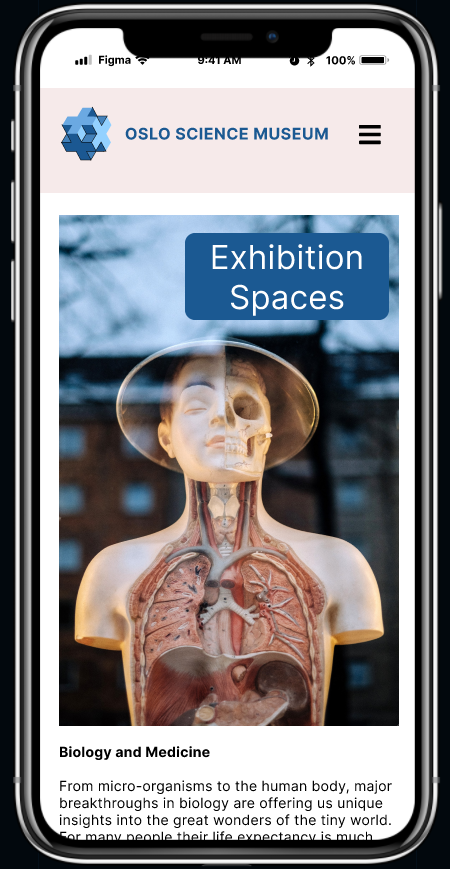 Figma 9:41 AM 100%
OSLO SCIENCE MUSEUM
Exhibition
Spaces
Biology and Medicine
From micro-organisms to the human body, major
breakthroughs in biology are offering us unique
insights into the great wonders of the tiny world.
For many people their life expectancy is much